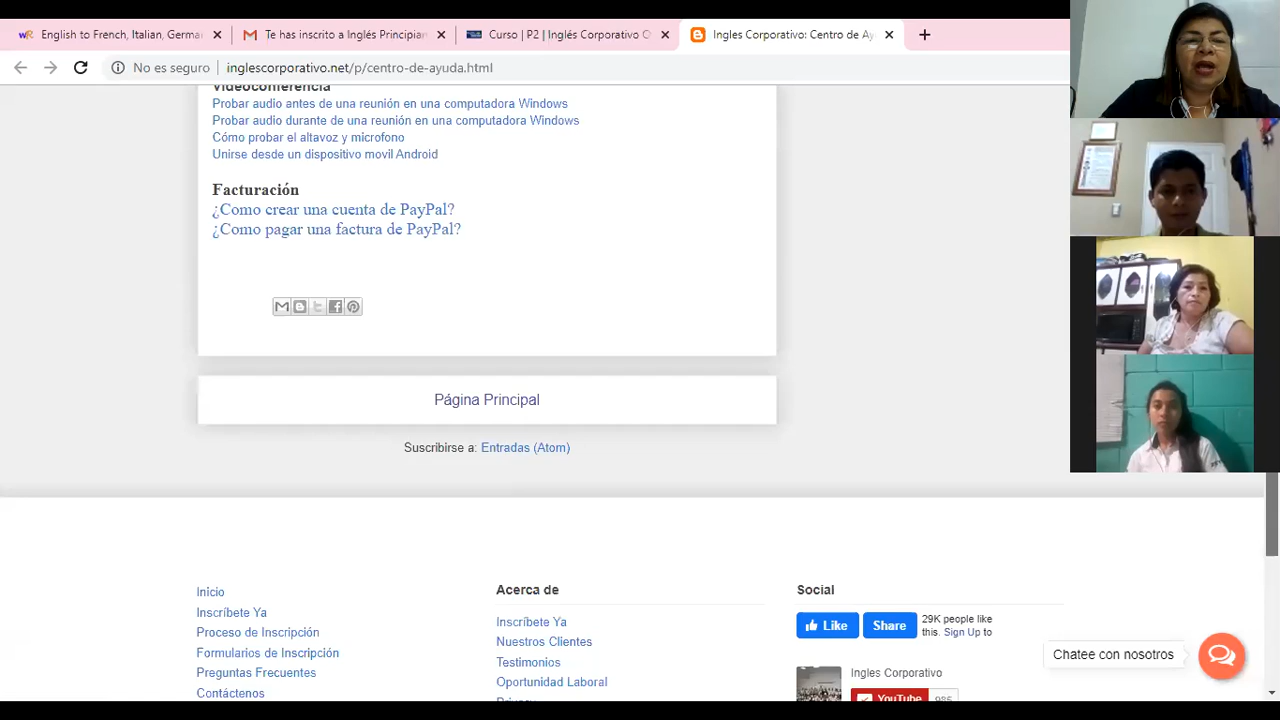 English to French, Italian, Germa
Te has inscrito a Inglés Principian
Curso | P2 | Inglés Corporativo O
Ingles Corporativo: Centro de Ay
No es seguro
inglescorporativo.net/p/centro-de-ayuda.html
Videoconferencia
Probar audio antes de una reunión en una computadora Windows
Probar audio durante de una reunión en una computadora Windows
Cómo probar el altavoz y microfono
Unirse desde un dispositivo movil Android
Facturación
¿Como crear una cuenta de PayPal?
¿Como pagar una factura de PayPal?
Página Principal
Suscribirse a: Entradas (Atom)
Inicio
Inscríbete Ya
Proceso de Inscripción
Formularios de Inscripción
Preguntas Frecuentes
Contáctenos
Acerca de
Inscríbete Ya
Nuestros Clientes
Testimonios
Oportunidad Laboral
Privacy
Social
Like
Share
29K people like
this. Sign Up to
Ingles Corporativo
YouTube
Chatee con nosotros